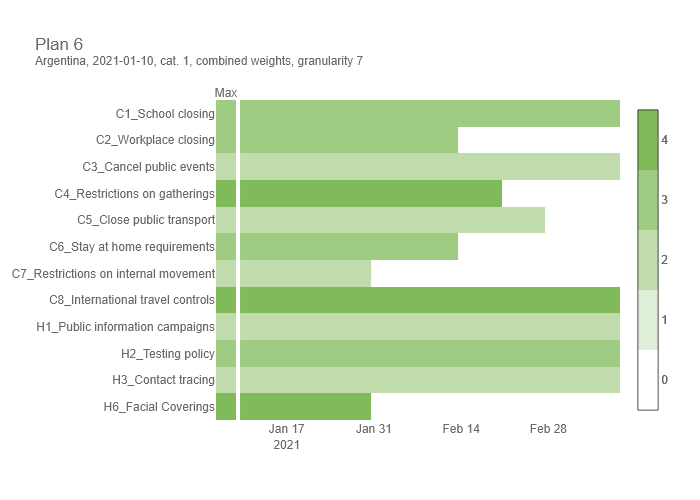 Plan 6
Argentina, 2021-01-10, cat. 1, combined weights, granularity 7
Max
C1_School closing
C2_Workplace closing
C3_Cancel public events
C4_Restrictions on gatherings
C5_Close public transport
C6_Stay at home requirements
C7_Restrictions on internal movement
C8_International travel controls
H1_Public information campaigns
H2_Testing policy
H3_Contact tracing
H6_Facial Coverings
Jan 17
2021
Jan 31
Feb 14
Feb 28
4
3
2
1
0